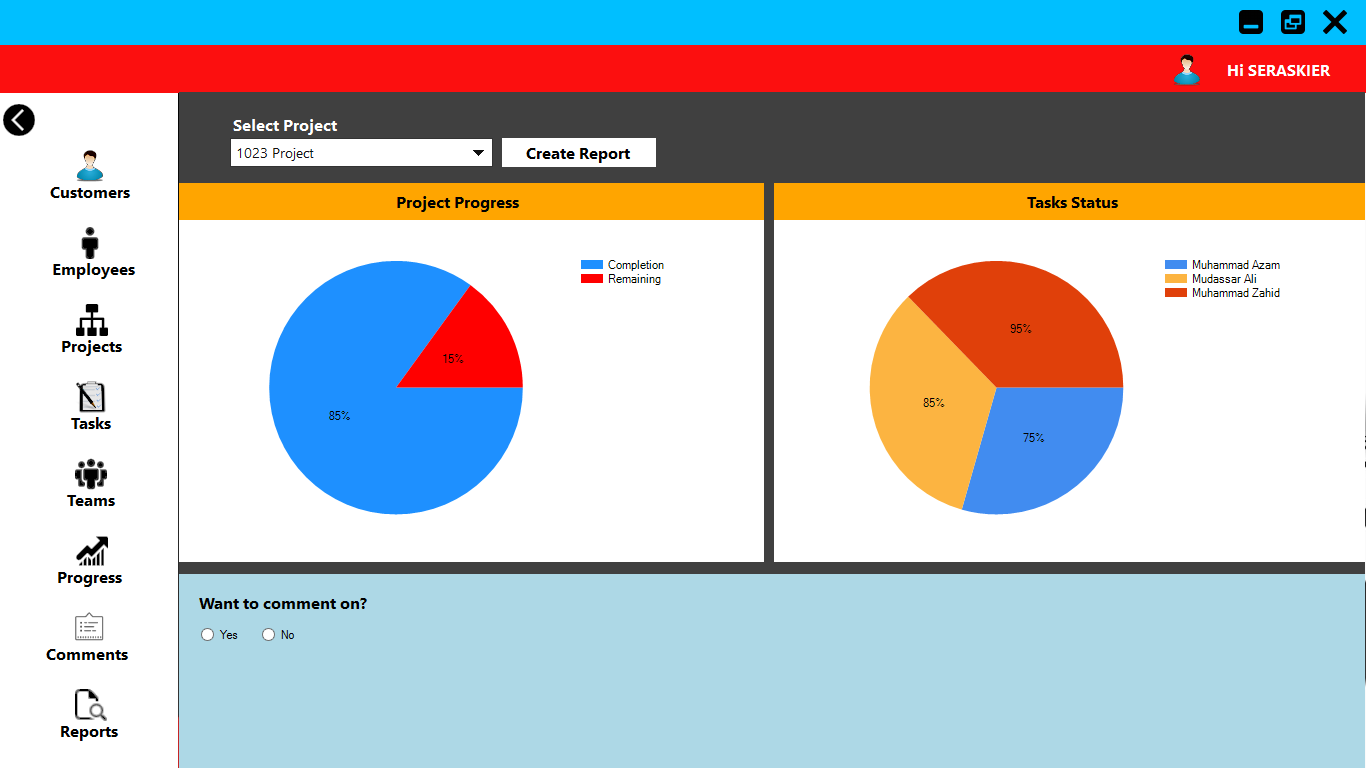 Hi SERASKIER
Customers
Employees
Projects
Tasks
Teams
Progress
Comments
Reports
Select Project
1023 Project
Create Report
Project Progress
Completion
Remaining
15%
85%
Tasks Status
Muhammad Azam
Mudassar Ali
Muhammad Zahid
95%
85%
75%
Want to comment on?
Yes No